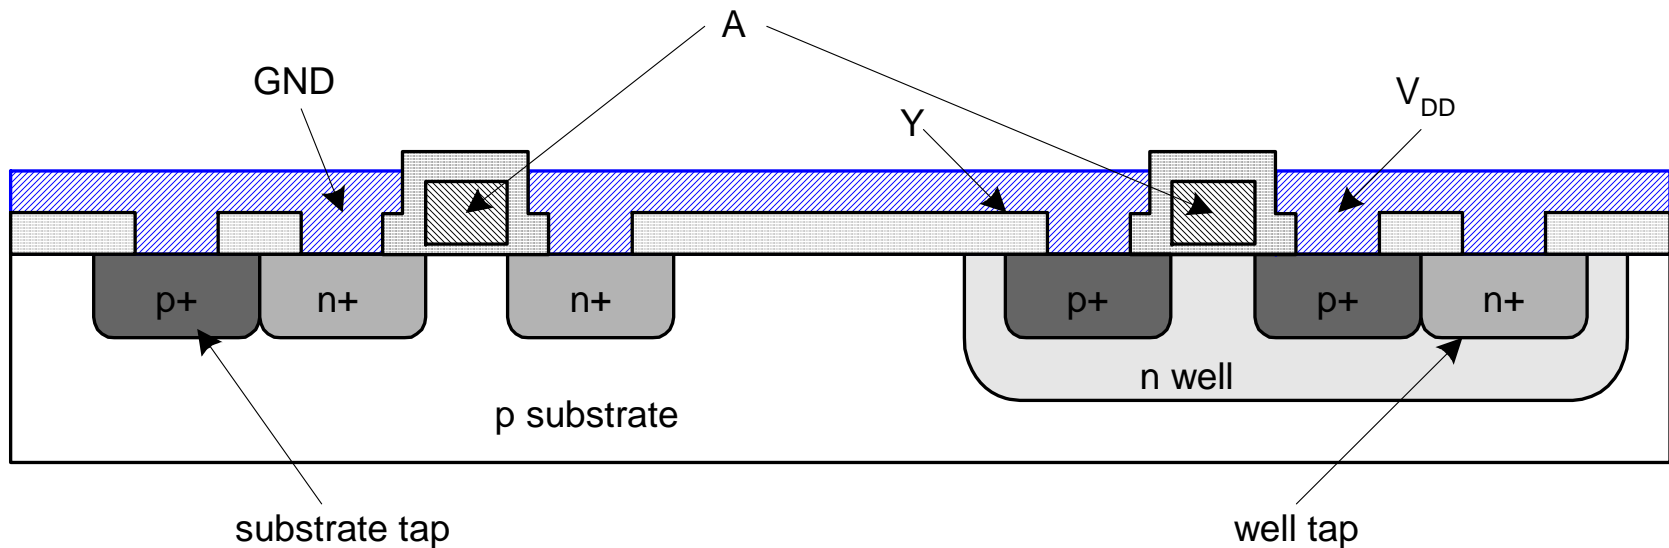 A
GND
Y
VDD
p+
n+
n+
p+
p+
n+
n well
p substrate
substrate tap
well tap